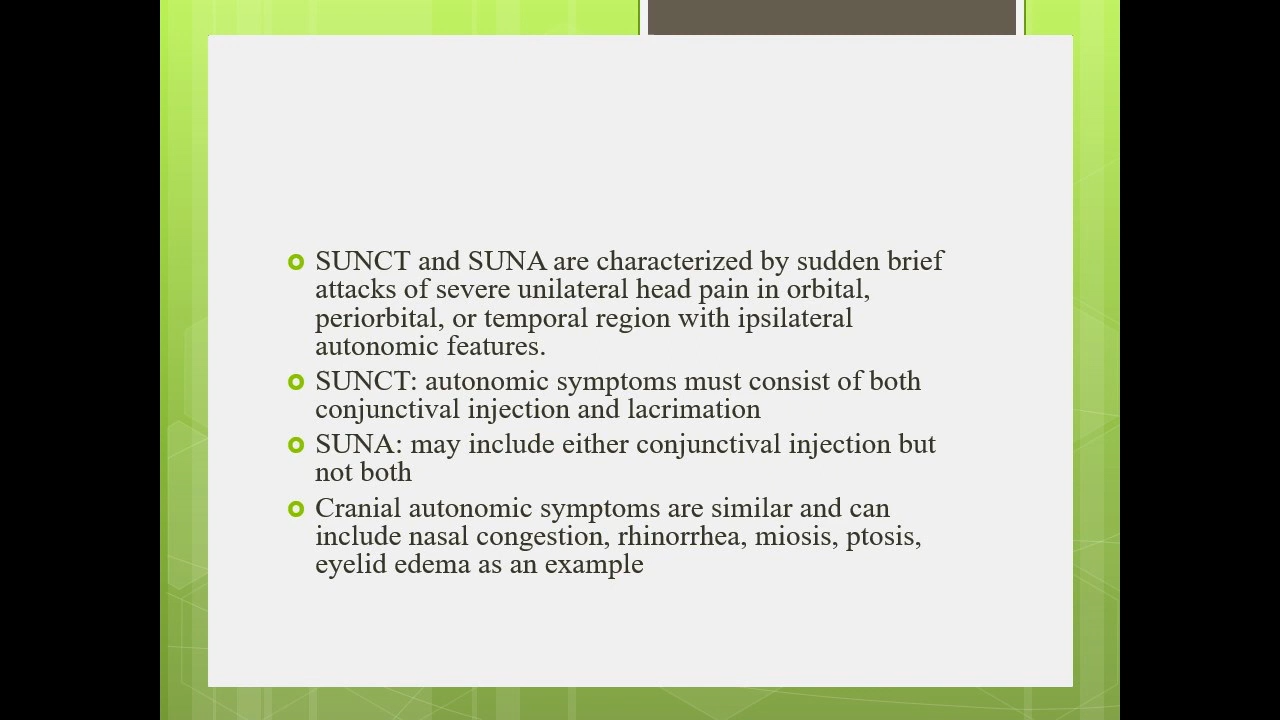 SUNCT and SUNA are characterized by sudden brief
attacks of severe unilateral head pain in orbital,
periorbital, or temporal region with ipsilateral
autonomic features.
SUNCT: autonomic symptoms must consist of both
conjunctival injection and lacrimation
SUNA: may include either conjunctival injection but
not both
Cranial autonomic symptoms are similar and can
include nasal congestion, rhinorrhea, miosis, ptosis,
eyelid edema as an example